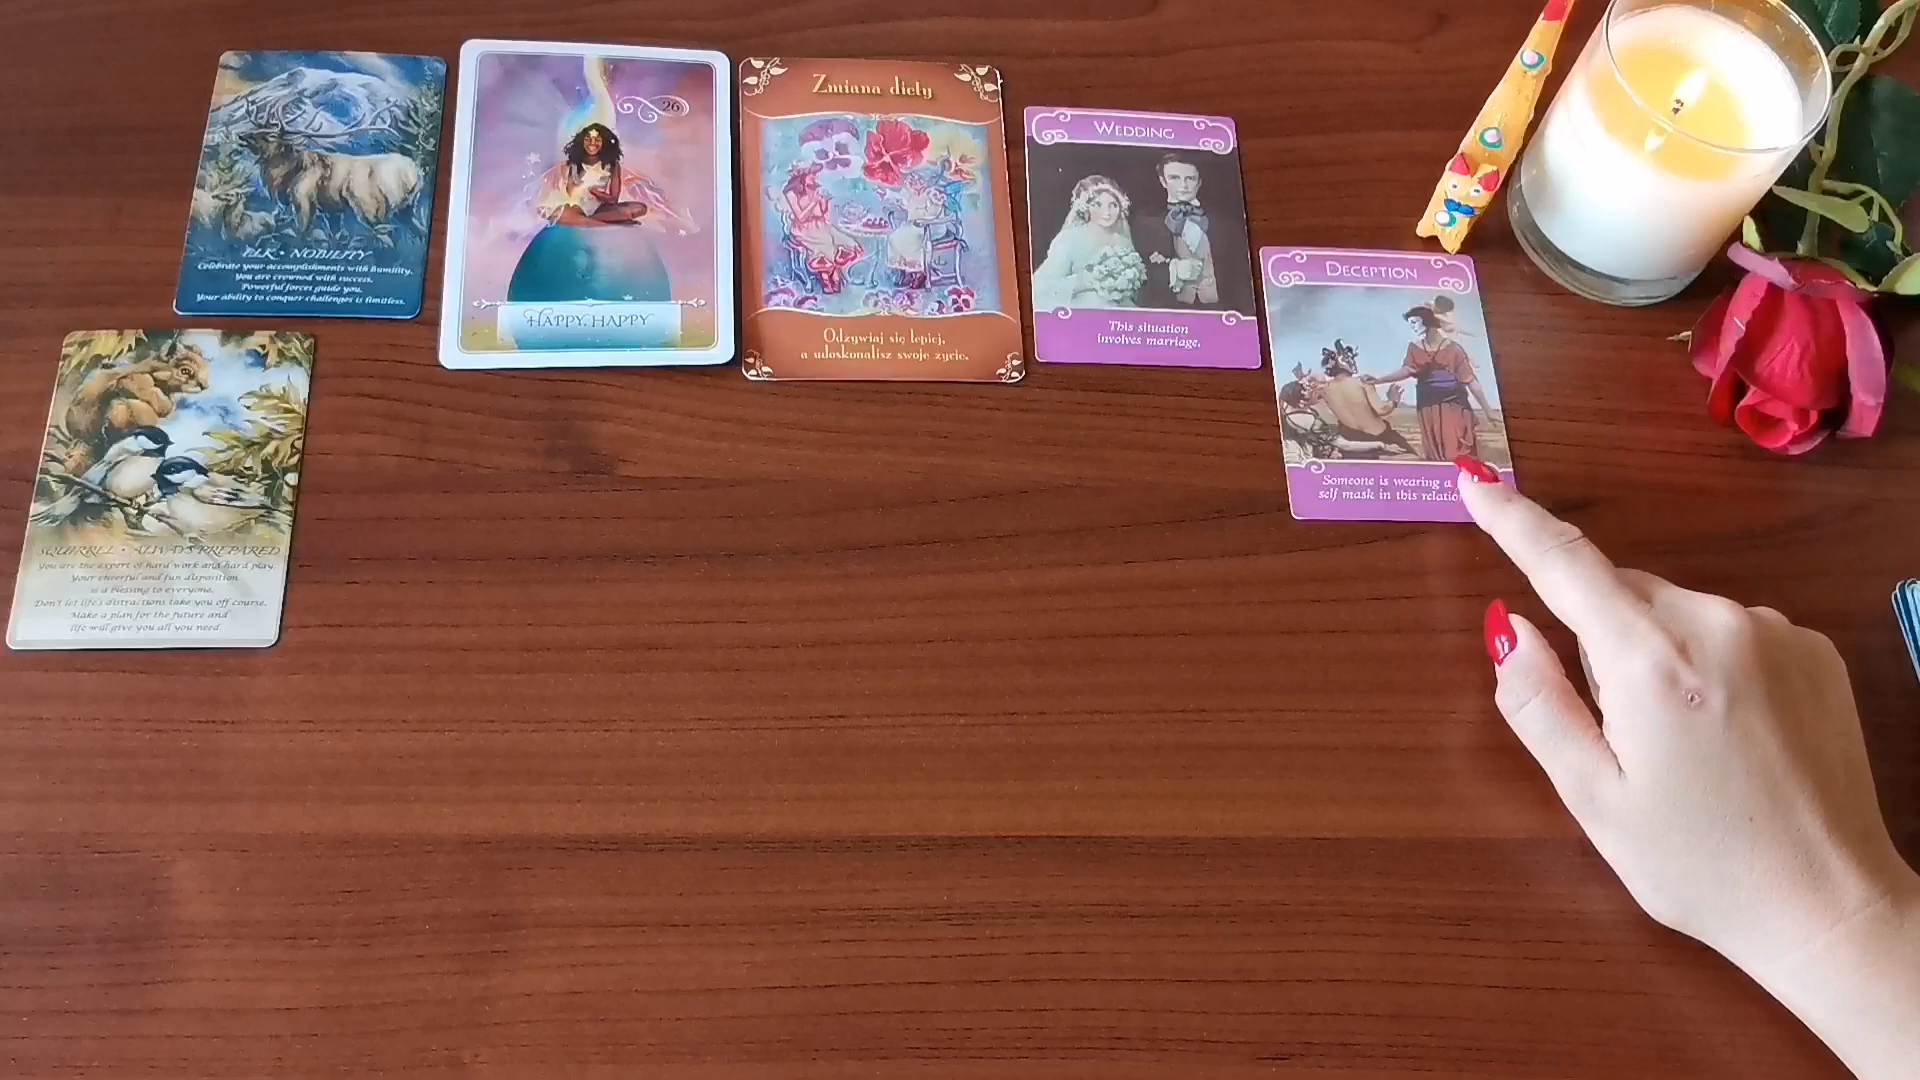 ELK • NOBILITY
Celebrate your accomplishments with humility.
You are crowned with success.
Powerful forces guide you.
Your ability to conquer challenges is limitless.
26
HAPPY, HAPPY
Zmiana diety
Odżywiaj się lepiej,
a udoskonalisz swoje życie.
WEDDING
This situation
involves marriage.
DECEPTION
Someone is wearing a
self mask in this
SQUIRREL • ALWAYS PREPARED
You are the expert of hard work and hard play.
Your cheerful and fun disposition
is a blessing to everyone.
Don't let life's distractions take you off course.
Make a plan for the future and
life will give you all you need.